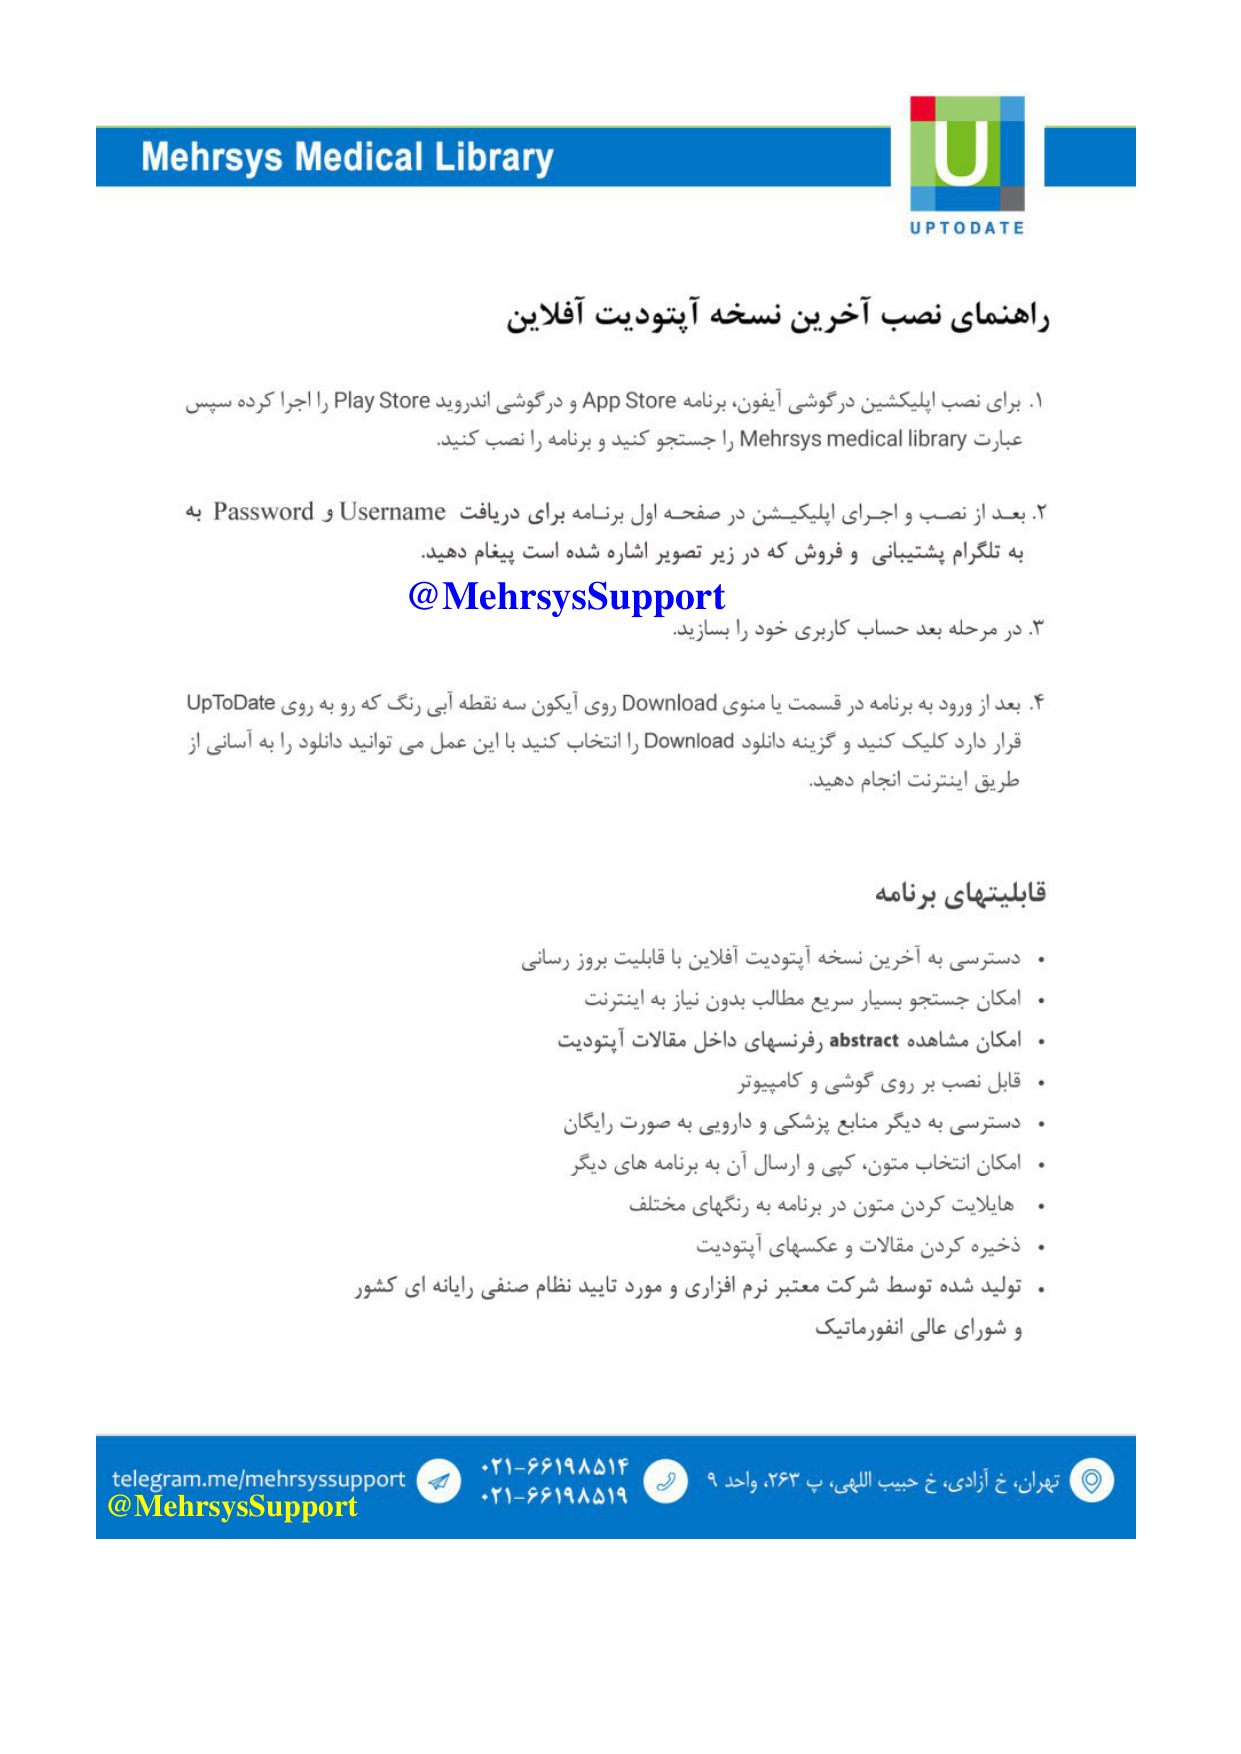 Mehrsys Medical Library
U
UPTODATE
راهنمای نصب آخرین نسخه آپتودیت آفلاین
۱. برای نصب اپلیکشین درگوشی آیفون، برنامه App Store و درگوشی اندروید Play Store را اجرا کرده سپس
عبارت Mehrsys medical library را جستجو کنید و برنامه را نصب کنید.
۲. بعـد از نصـب و اجـرای اپلیکیـشن در صفحـه اول برنـامه برای دریافت Username و Password به
به تلگرام پشتیبانی و فروش که در زیر تصویر اشاره شده است پیغام دهید.
@MehrsysSupport
۳. در مرحله بعد حساب کاربری خود را بسازید.
۴. بعد از ورود به برنامه در قسمت یا منوی Download روی آیکون سه نقطه آبی رنگ که رو به روی UpToDate
قرار دارد کلیک کنید و گزینه دانلود Download را انتخاب کنید با این عمل می توانید دانلود را به آسانی از
طریق اینترنت انجام دهید.
قابلیتهای برنامه
• دسترسی به آخرین نسخه آپتودیت آفلاین با قابلیت بروز رسانی
• امکان جستجو بسیار سریع مطالب بدون نیاز به اینترنت
• امکان مشاهده abstract رفرنسهای داخل مقالات آپتودیت
• قابل نصب بر روی گوشی و کامپیوتر
• دسترسی به دیگر منابع پزشکی و دارویی به صورت رایگان
• امکان انتخاب متون، کپی و ارسال آن به برنامه های دیگر
• هایلایت کردن متون در برنامه به رنگهای مختلف
• ذخیره کردن مقالات و عکسهای آپتودیت
• تولید شده توسط شرکت معتبر نرم افزاری و مورد تایید نظام صنفی رایانه ای کشور
و شورای عالی انفورماتیک
تهران، خ آزادی، خ حبیب اللهی، پ ۲۶۳، واحد ۹
۰۲۱-۶۶۱۹۸۵۱۴
۰۲۱-۶۶۱۹۸۵۱۹
telegram.me/mehrsyssupport
@MehrsysSupport